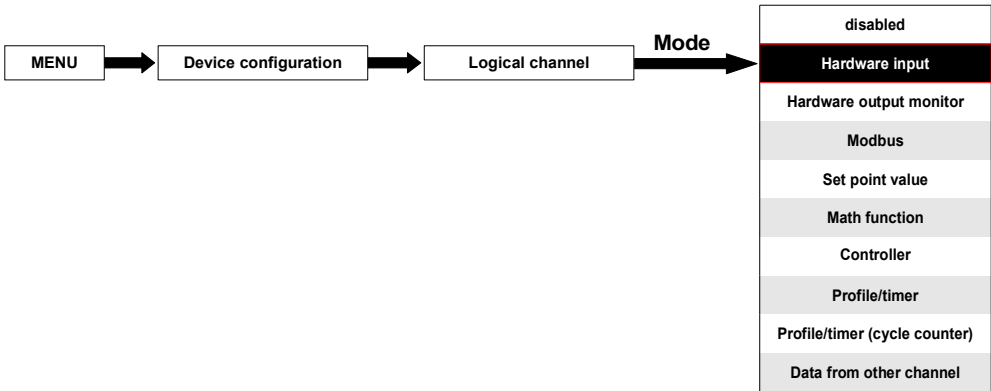 MENU
Device configuration
Logical channel
Mode
disabled
Hardware input
Hardware output monitor
Modbus
Set point value
Math function
Controller
Profile/timer
Profile/timer (cycle counter)
Data from other channel